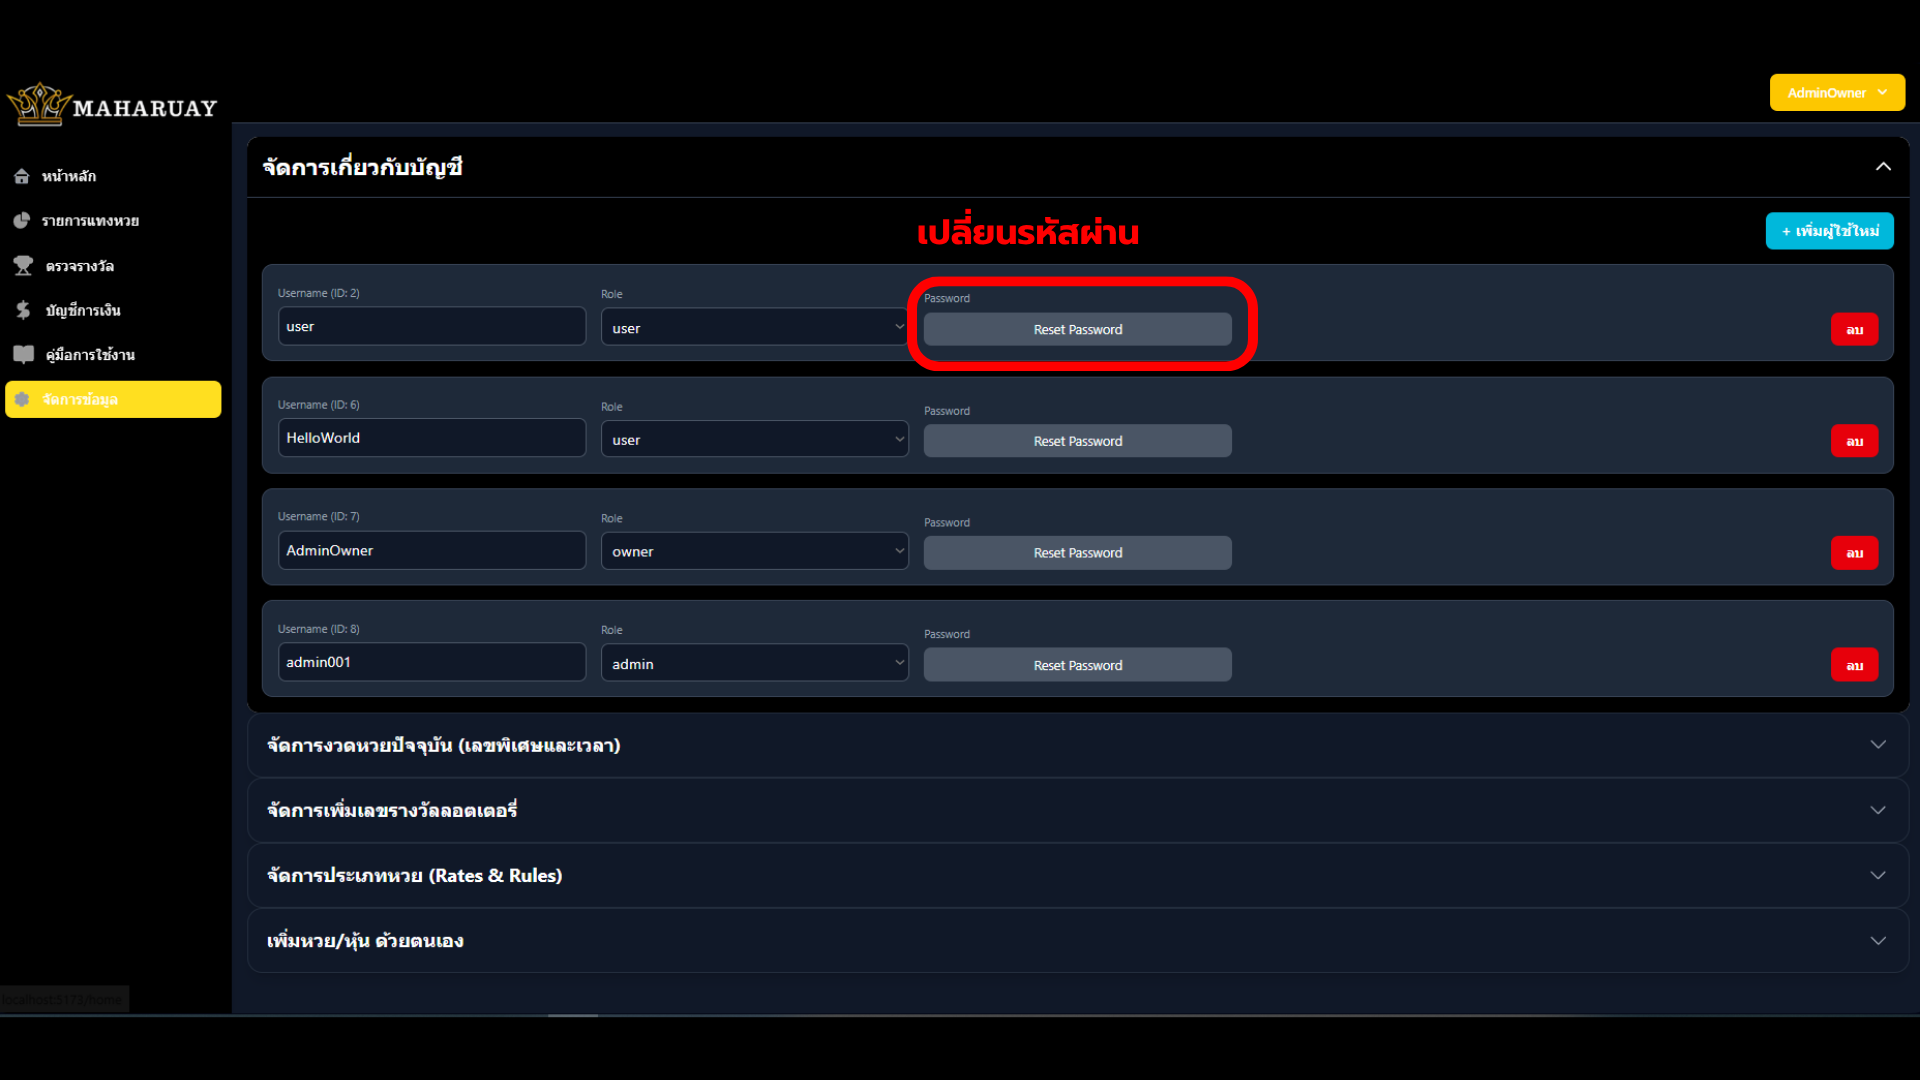 MAHARUAY
AdminOwner
หน้าหลัก
รายการแทงหวย
ตรวจรางวัล
บัญชีการเงิน
คู่มือการใช้งาน
จัดการข้อมูล
จัดการเกี่ยวกับบัญชี
เปลี่ยนรหัสผ่าน
+ เพิ่มผู้ใช้ใหม่
Username (ID: 2) Role Password
user user Reset Password ลบ
Username (ID: 6) Role Password
HelloWorld user Reset Password ลบ
Username (ID: 7) Role Password
AdminOwner owner Reset Password ลบ
Username (ID: 8) Role Password
admin001 admin Reset Password ลบ
จัดการงวดหวยปัจจุบัน (เลขพิเศษและเวลา)
จัดการเพิ่มเลขรางวัลลอตเตอรี่
จัดการประเภทหวย (Rates & Rules)
เพิ่มหวย/หุ้น ด้วยตนเอง
localhost:5173/home